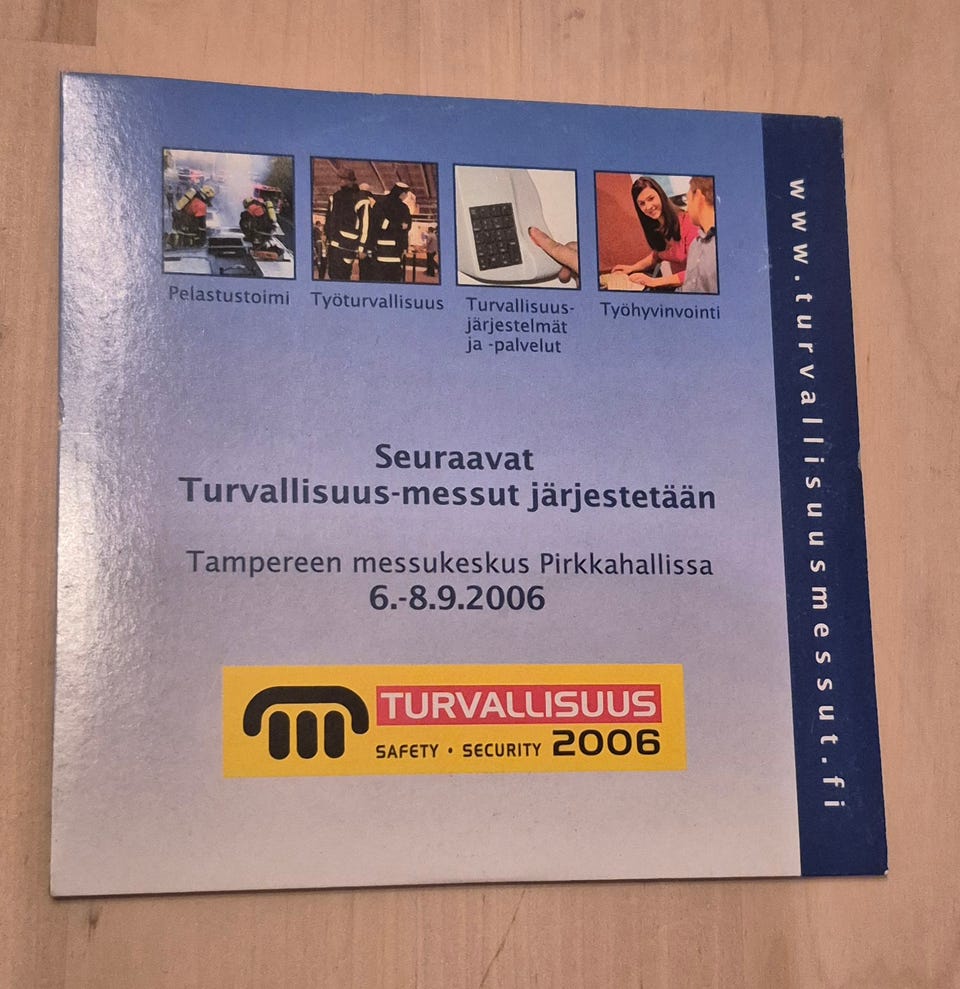 Pelastustoimi
Työturvallisuus
Turvallisuus-
järjestelmät
ja -palvelut
Työhyvinvointi
Seuraavat
Turvallisuus-messut järjestetään
Tampereen messukeskus Pirkkahallissa
6.-8.9.2006
TURVALLISUUS
SAFETY • SECURITY 2006
www.turvallisuusmessut.fi